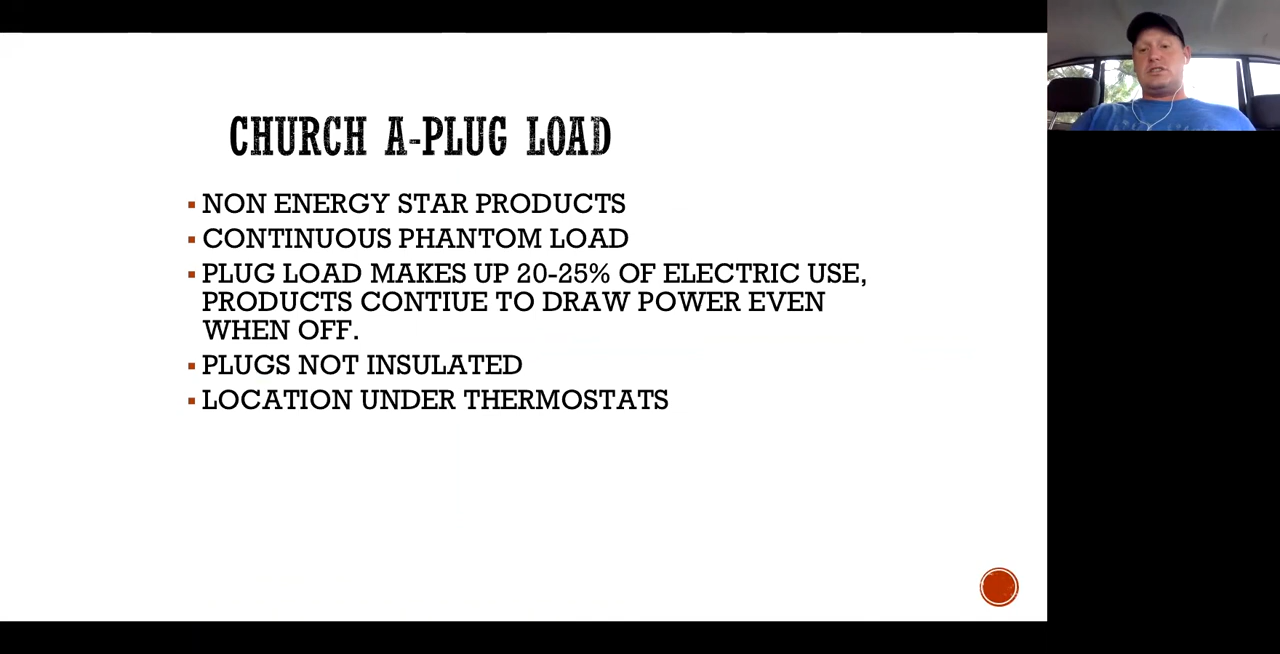 CHURCH A-PLUG LOAD
NON ENERGY STAR PRODUCTS
CONTINUOUS PHANTOM LOAD
PLUG LOAD MAKES UP 20-25% OF ELECTRIC USE,
PRODUCTS CONTIUE TO DRAW POWER EVEN
WHEN OFF.
PLUGS NOT INSULATED
LOCATION UNDER THERMOSTATS